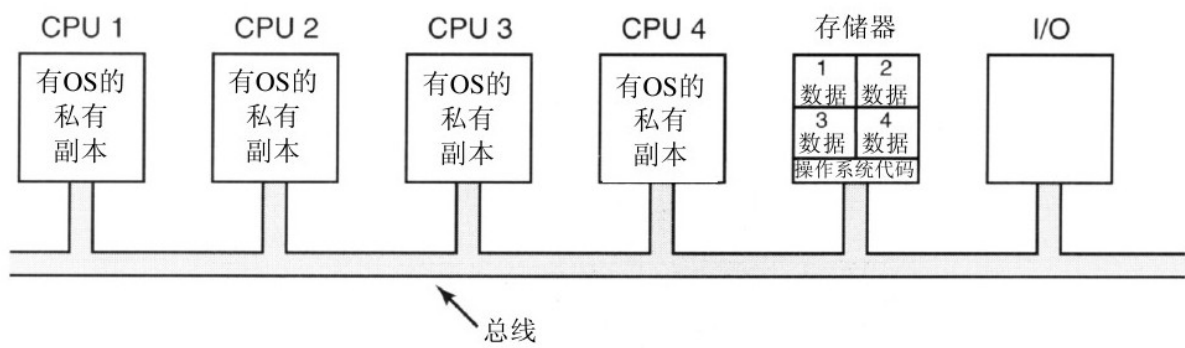 CPU 1
CPU 2
CPU 3
CPU 4
存储器
I/O
有OS的
私有
副本
有OS的
私有
副本
有OS的
私有
副本
有OS的
私有
副本
1
数据
2
数据
3
数据
4
数据
操作系统代码
总线